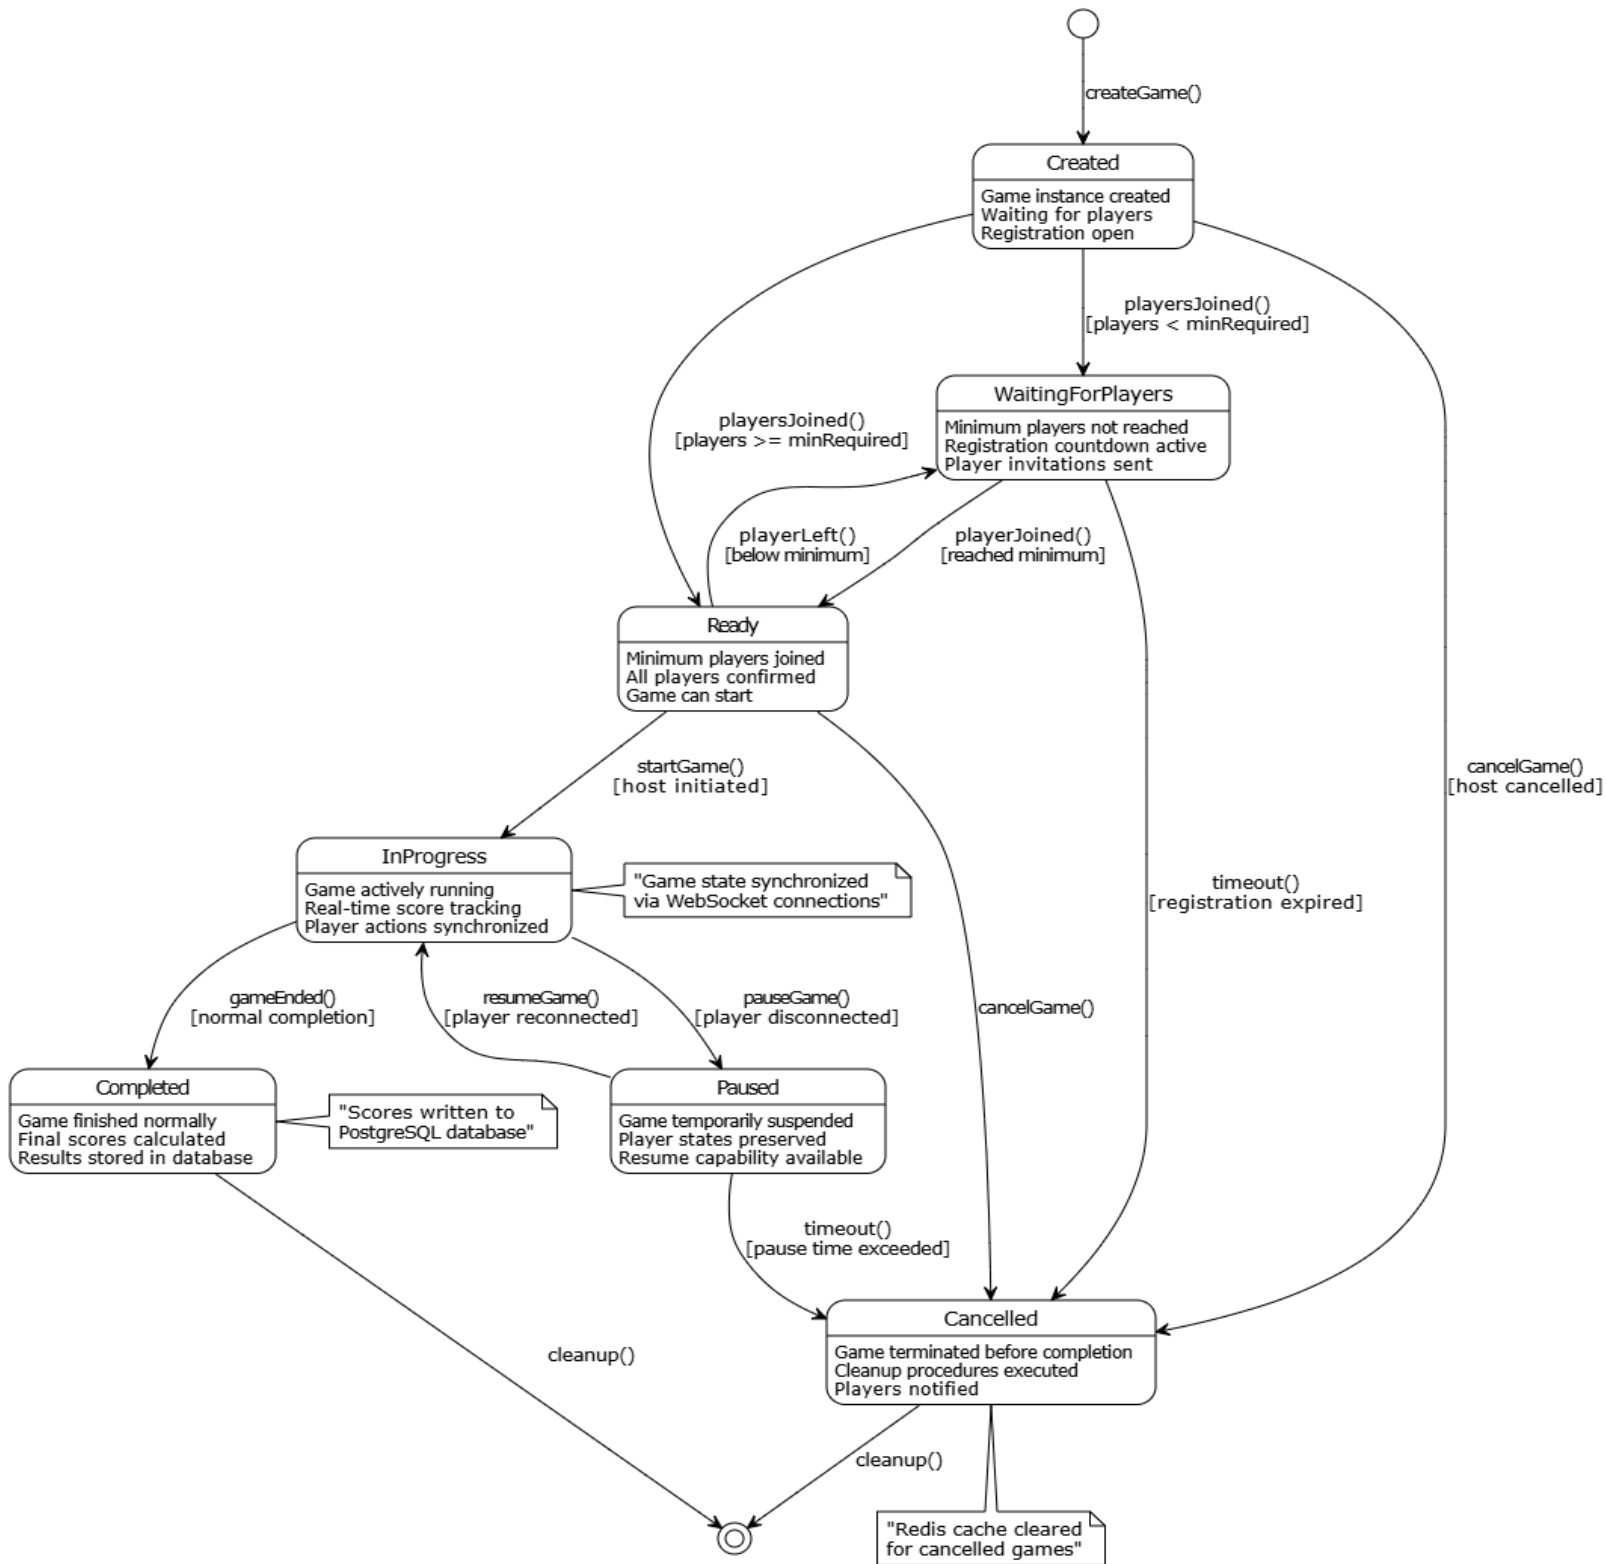 createGame()
Created
Game instance created
Waiting for players
Registration open
playersJoined()
[players < minRequired]
WaitingForPlayers
Minimum players not reached
Registration countdown active
Player invitations sent
playersJoined()
[players >= minRequired]
playerLeft()
[below minimum]
playerJoined()
[reached minimum]
Ready
Minimum players joined
All players confirmed
Game can start
startGame()
[host initiated]
cancelGame()
[host cancelled]
InProgress
Game actively running
Real-time score tracking
Player actions synchronized
"Game state synchronized
via WebSocket connections"
timeout()
[registration expired]
gameEnded()
[normal completion]
resumeGame()
[player reconnected]
pauseGame()
[player disconnected]
cancelGame()
Completed
Game finished normally
Final scores calculated
Results stored in database
"Scores written to
PostgreSQL database"
Paused
Game temporarily suspended
Player states preserved
Resume capability available
timeout()
[pause time exceeded]
Cancelled
Game terminated before completion
Cleanup procedures executed
Players notified
cleanup()
cleanup()
"Redis cache cleared
for cancelled games"